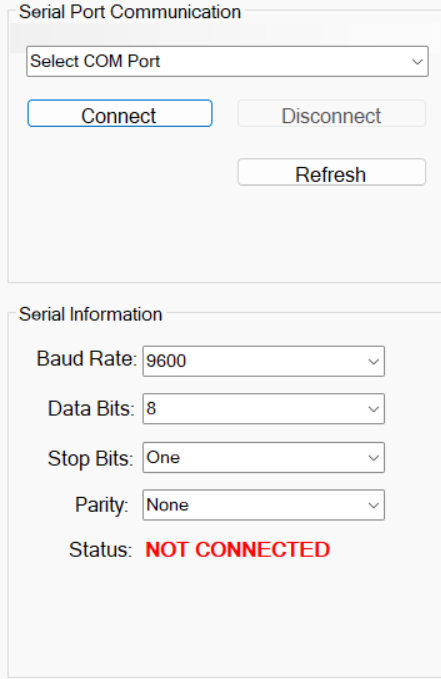 Serial Port Communication
Select COM Port
Connect Disconnect
Refresh
Serial Information
Baud Rate: 9600
Data Bits: 8
Stop Bits: One
Parity: None
Status: NOT CONNECTED